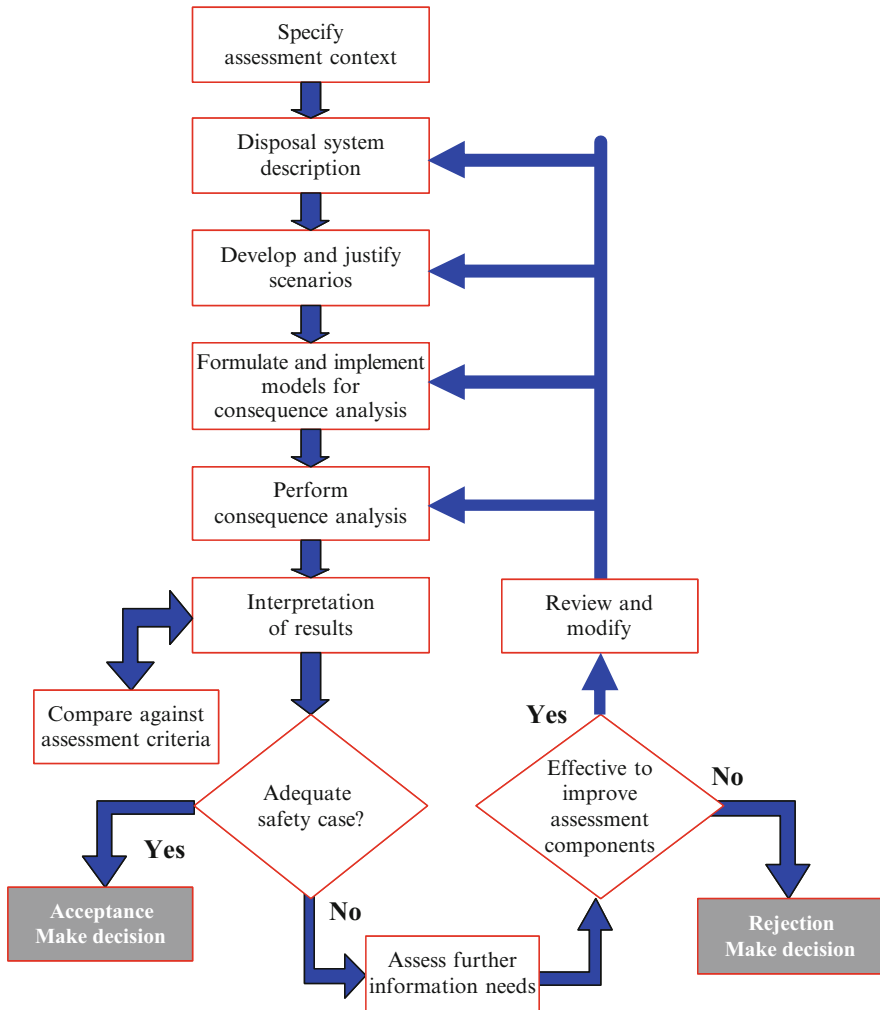 Specify
assessment context
Disposal system
description
Develop and justify
scenarios
Formulate and implement
models for
consequence analysis
Perform
consequence analysis
Interpretation
of results
Review and
modify
Compare against
assessment criteria
Yes
Adequate
safety case?
Effective to
improve
assessment
components
No
Yes
No
Acceptance
Make decision
Assess further
information needs
Rejection
Make decision